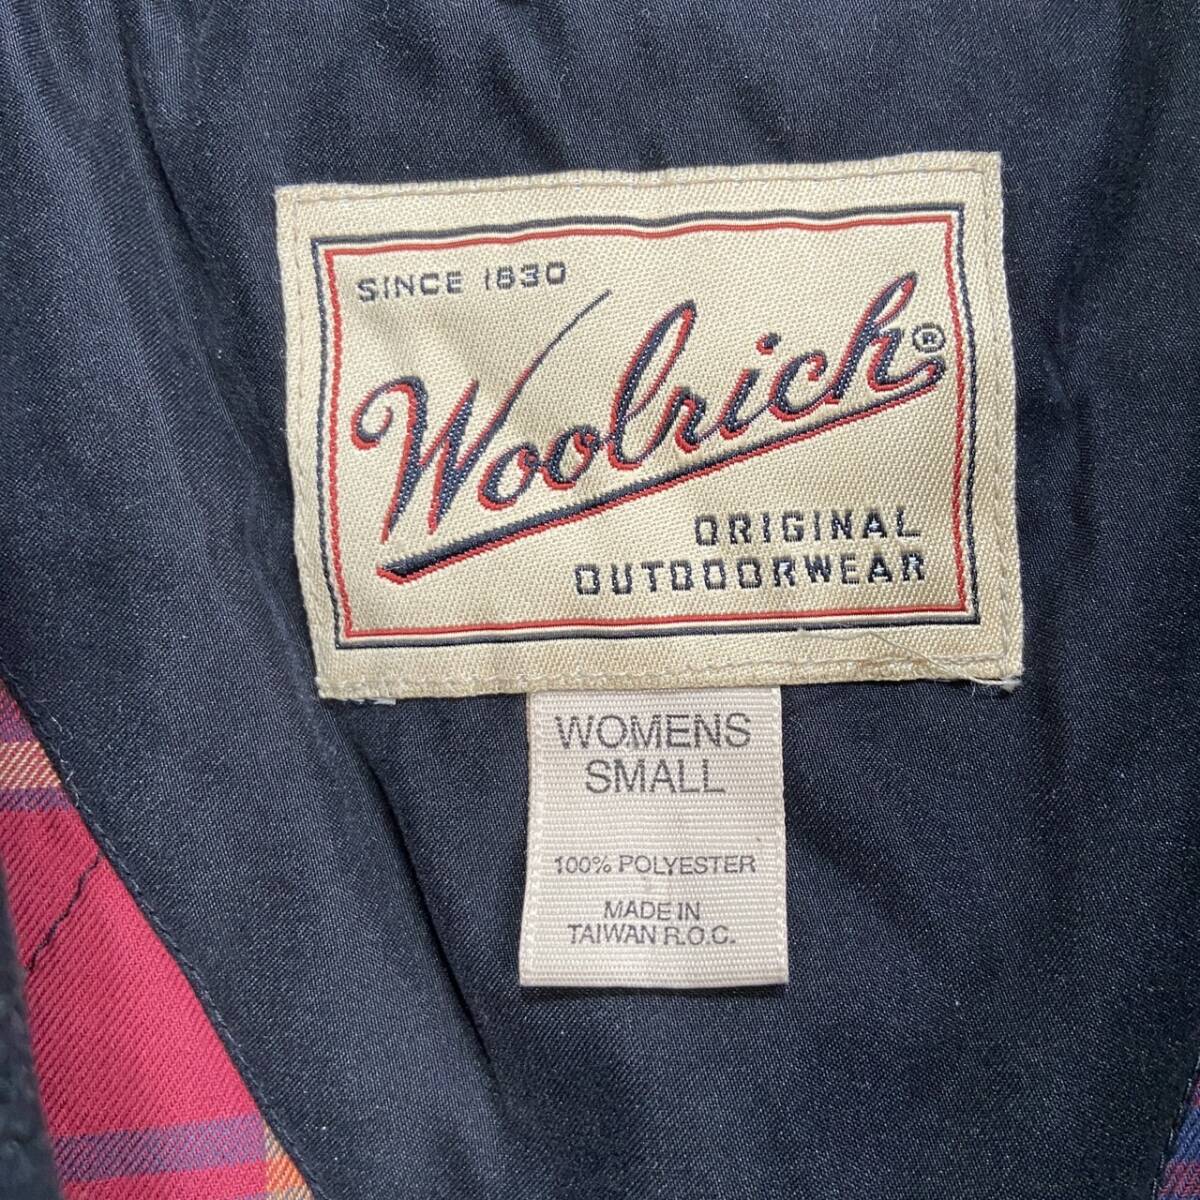 SINCE 1830
Woolrich®
ORIGINAL
OUTDOORWEAR
WOMENS
SMALL
100% POLYESTER
MADE IN
TAIWAN R.O.C.